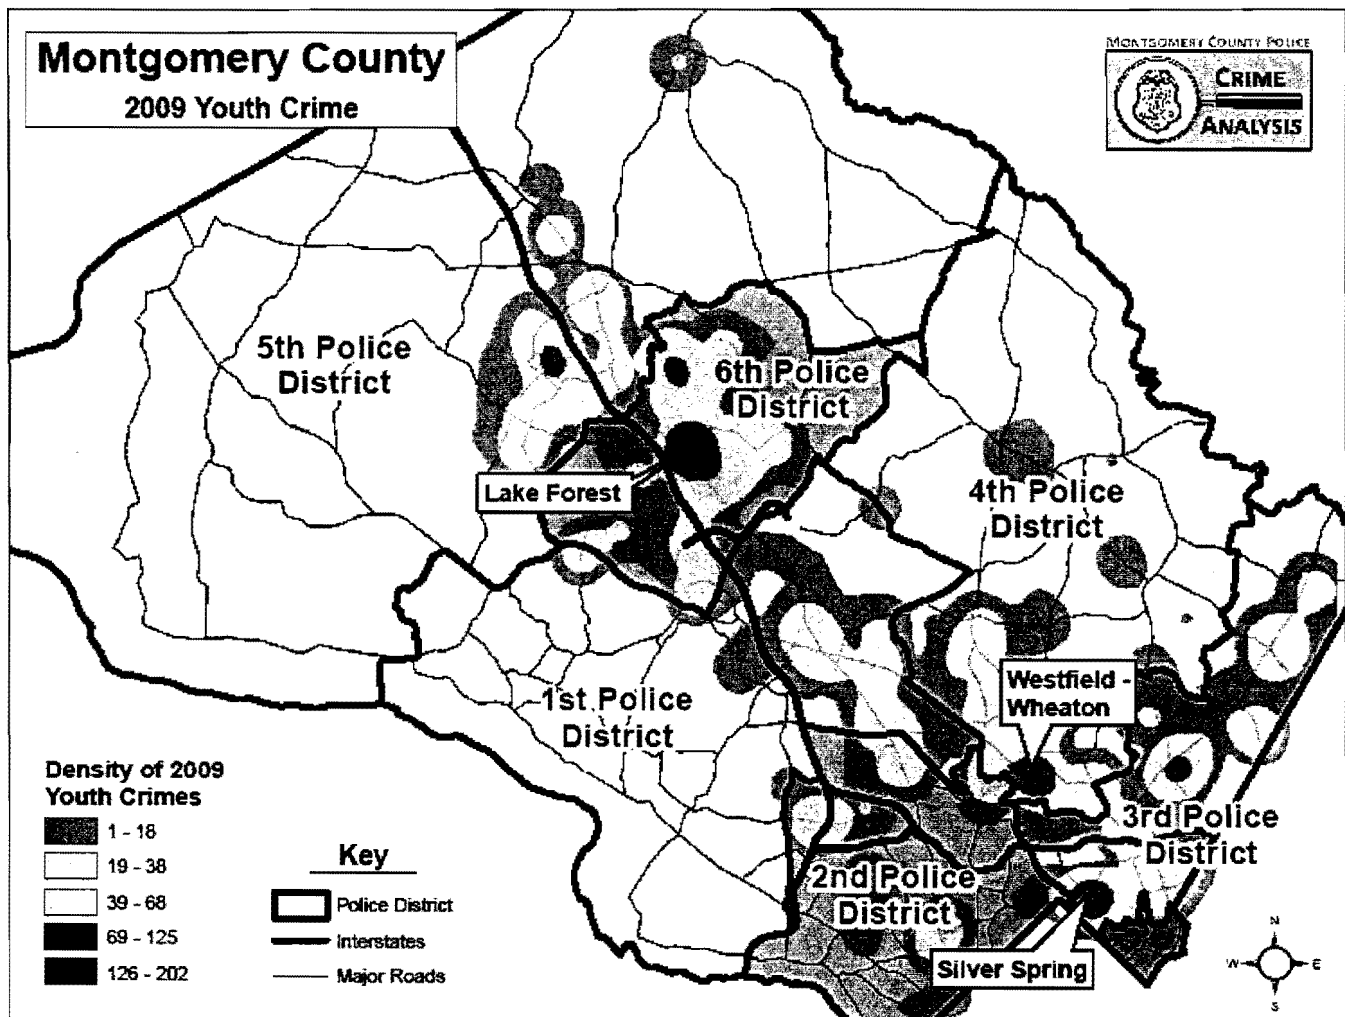 Montgomery County
2009 Youth Crime
MONTGOMERY COUNTY POLICE
CRIME
ANALYSIS
5th Police
District
6th Police
District
Lake Forest
4th Police
District
1st Police
District
Westfield -
Wheaton
3rd Police
District
2nd Police
District
Silver Spring
Density of 2009
Youth Crimes
1 - 18
19 - 38
39 - 68
69 - 125
126 - 202
Key
Police District
Interstates
Major Roads
N
W
E
S